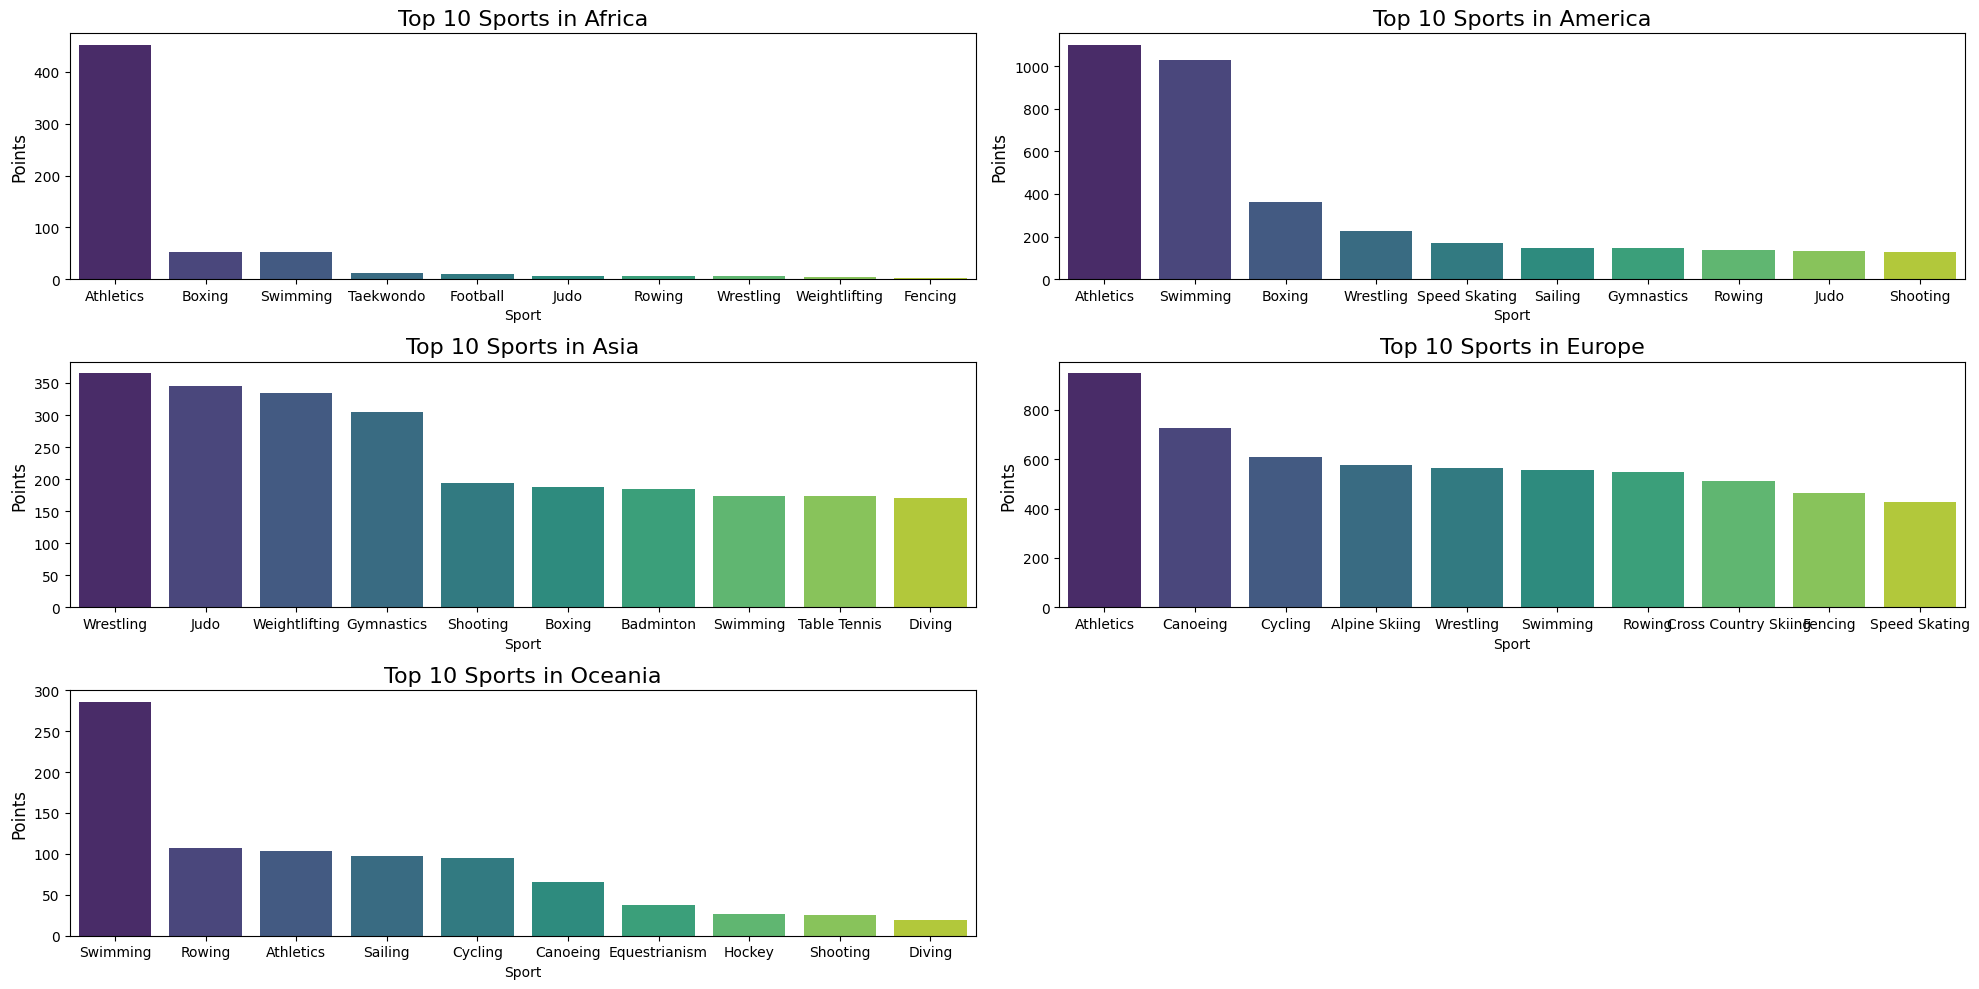 Top 10 Sports in Africa
Points
400
300
200
100
0
Athletics Boxing Swimming Taekwondo Football Judo Rowing Wrestling Weightlifting Fencing
Sport
Top 10 Sports in America
Points
1000
800
600
400
200
0
Athletics Swimming Boxing Wrestling Speed Skating Sailing Gymnastics Rowing Judo Shooting
Sport
Top 10 Sports in Asia
Points
350
300
250
200
150
100
50
0
Wrestling Judo Weightlifting Gymnastics Shooting Boxing Badminton Swimming Table Tennis Diving
Sport
Top 10 Sports in Europe
Points
800
600
400
200
0
Athletics Canoeing Cycling Alpine Skiing Wrestling Swimming Rowing Cross Country Skiing Fencing Speed Skating
Sport
Top 10 Sports in Oceania
Points
300
250
200
150
100
50
0
Swimming Rowing Athletics Sailing Cycling Canoeing Equestrianism Hockey Shooting Diving
Sport